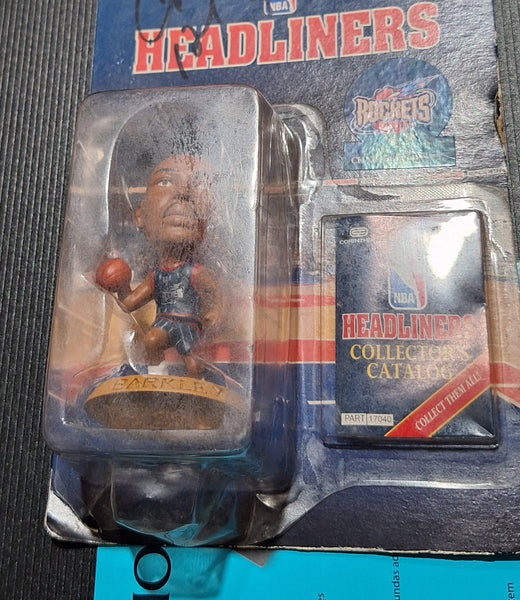 NBA
HEADLINERS
ROCKETS
BARKLEY
NBA
HEADLINERS
COLLECTOR'S
CATALOG
COLLECT THEM ALL!
PART 17040